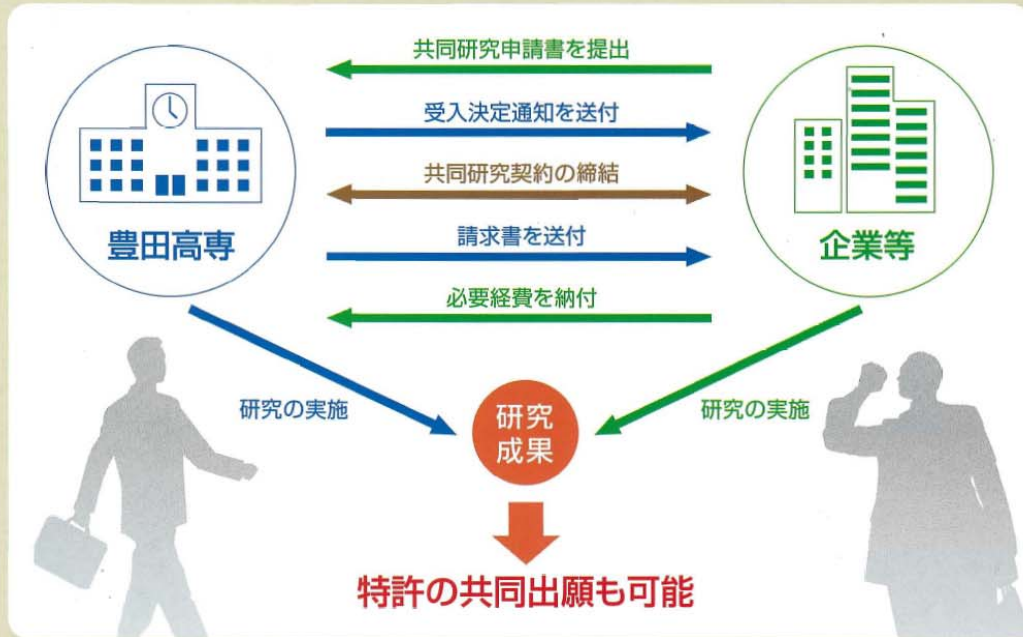 共同研究申請書を提出
受入決定通知を送付
共同研究契約の締結
請求書を送付
必要経費を納付
豊田高専
企業等
研究の実施
研究の実施
研究
成果
特許の共同出願も可能